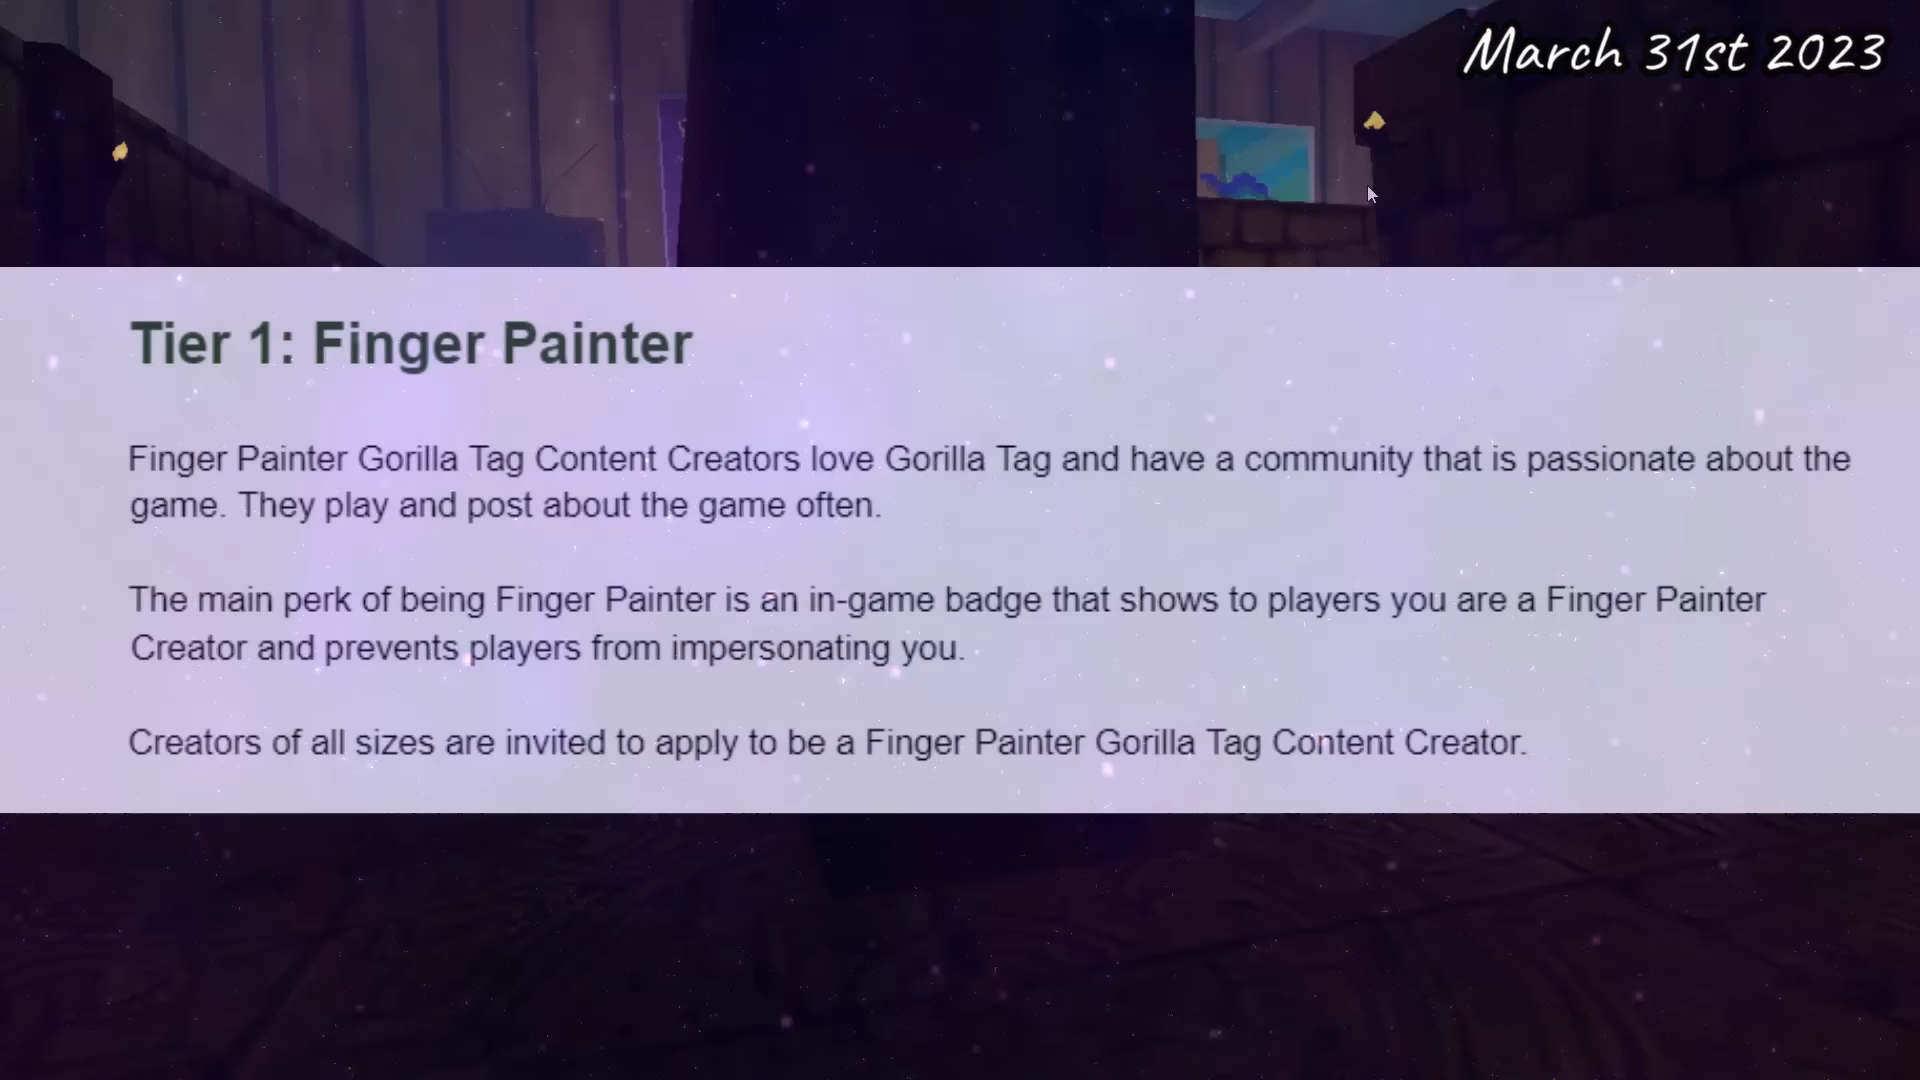 March 31st 2023
Tier 1: Finger Painter
Finger Painter Gorilla Tag Content Creators love Gorilla Tag and have a community that is passionate about the
game. They play and post about the game often.
The main perk of being Finger Painter is an in-game badge that shows to players you are a Finger Painter
Creator and prevents players from impersonating you.
Creators of all sizes are invited to apply to be a Finger Painter Gorilla Tag Content Creator.